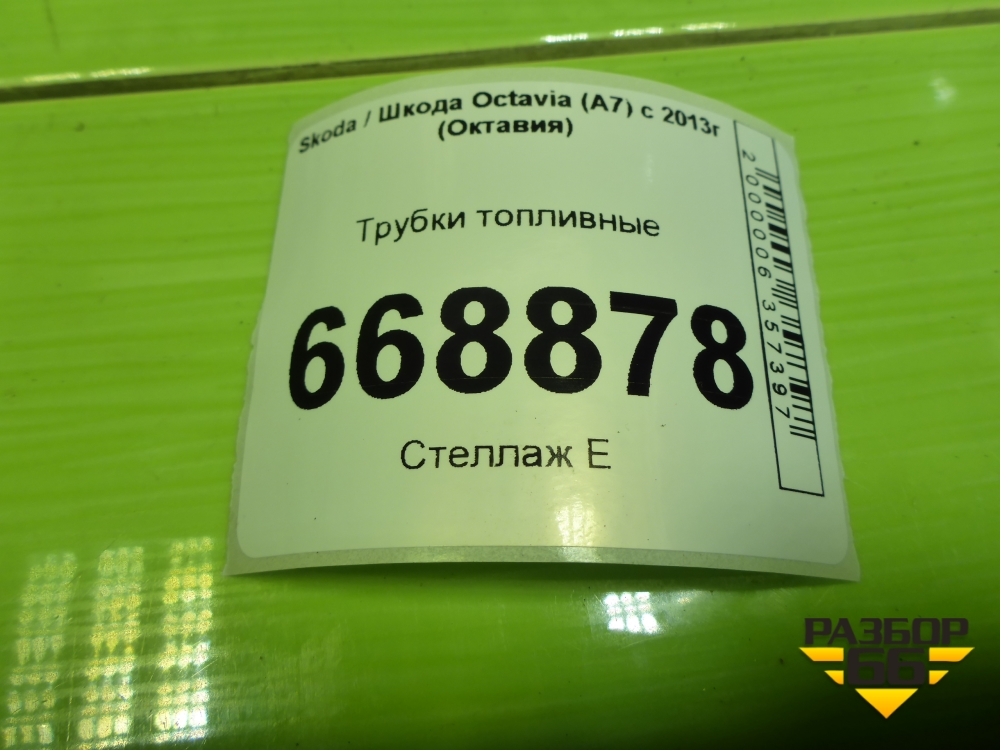 Skoda / Шкода Octavia (A7) с 2013г
(Октавия)
Трубки топливные
668878
Стеллаж Е
2000006357397
РАЗБОР
66